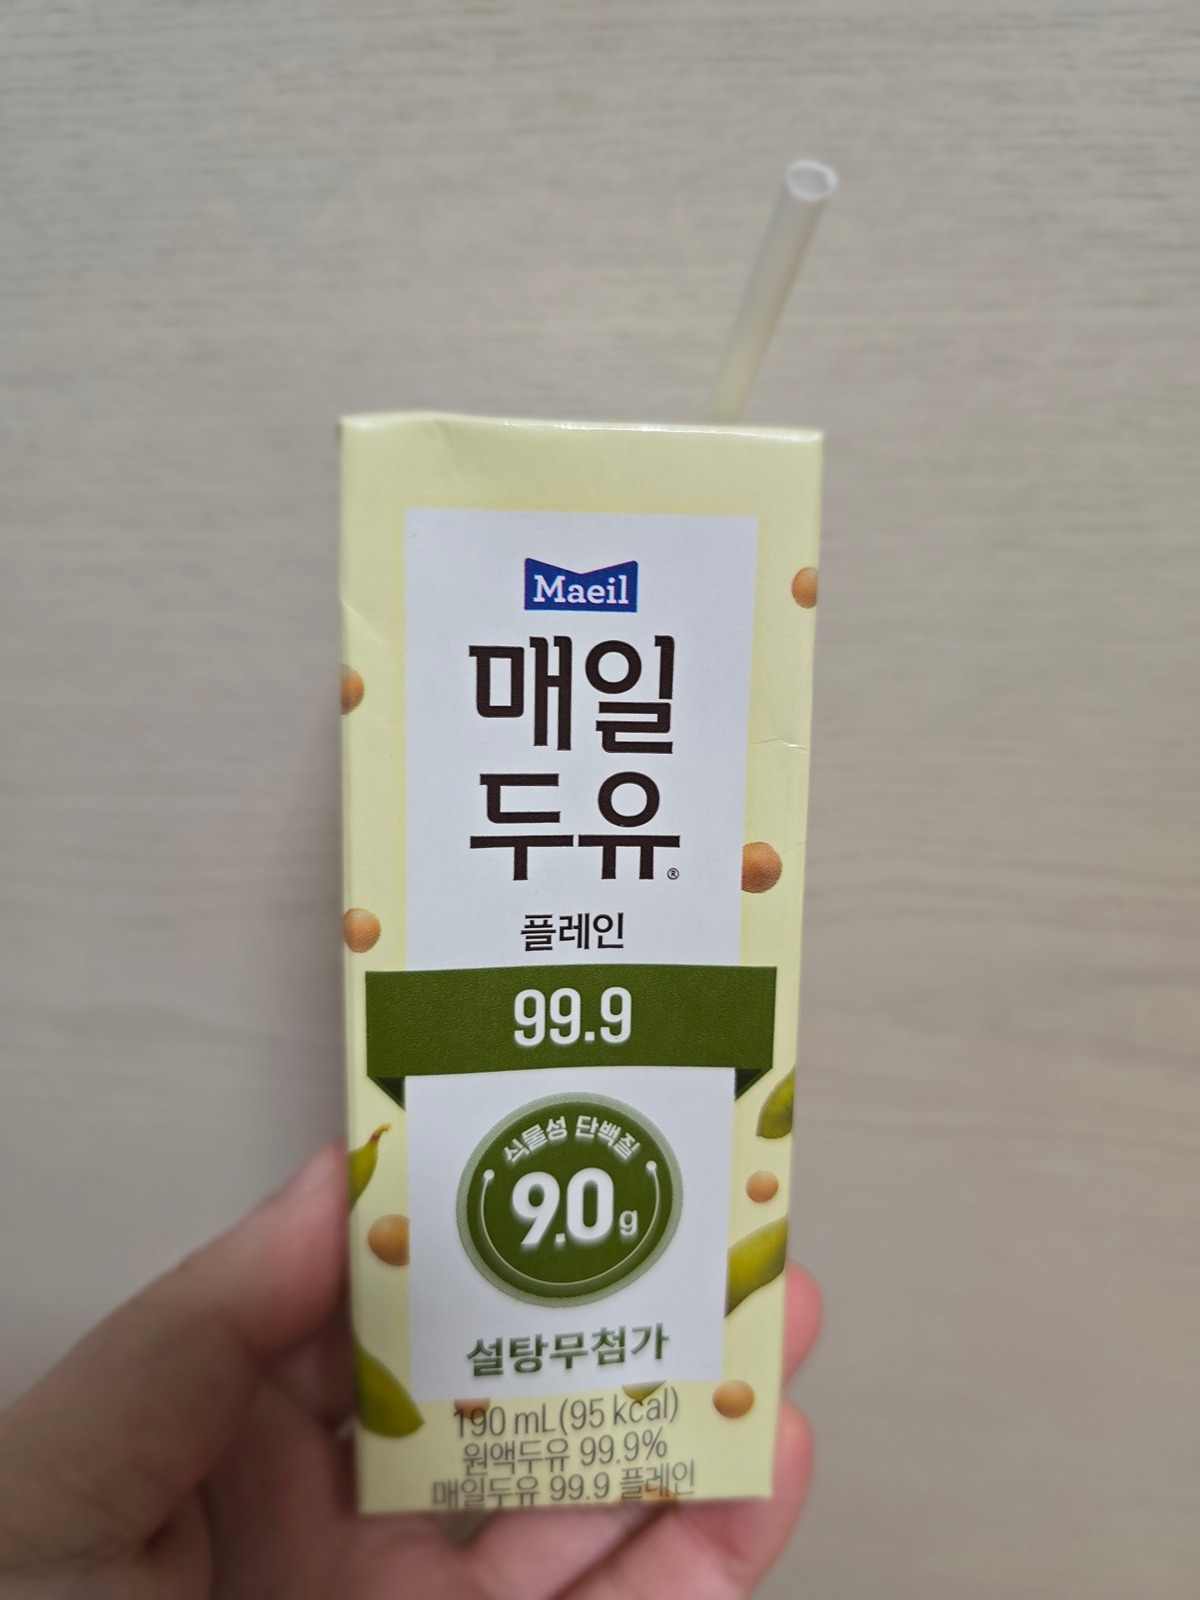 Maeil
매일
두유®
플레인
99.9
식물성 단백질
9.0g
설탕무첨가
190 mL(95 kcal)
원액두유 99.9%
매일두유 99.9 플레인